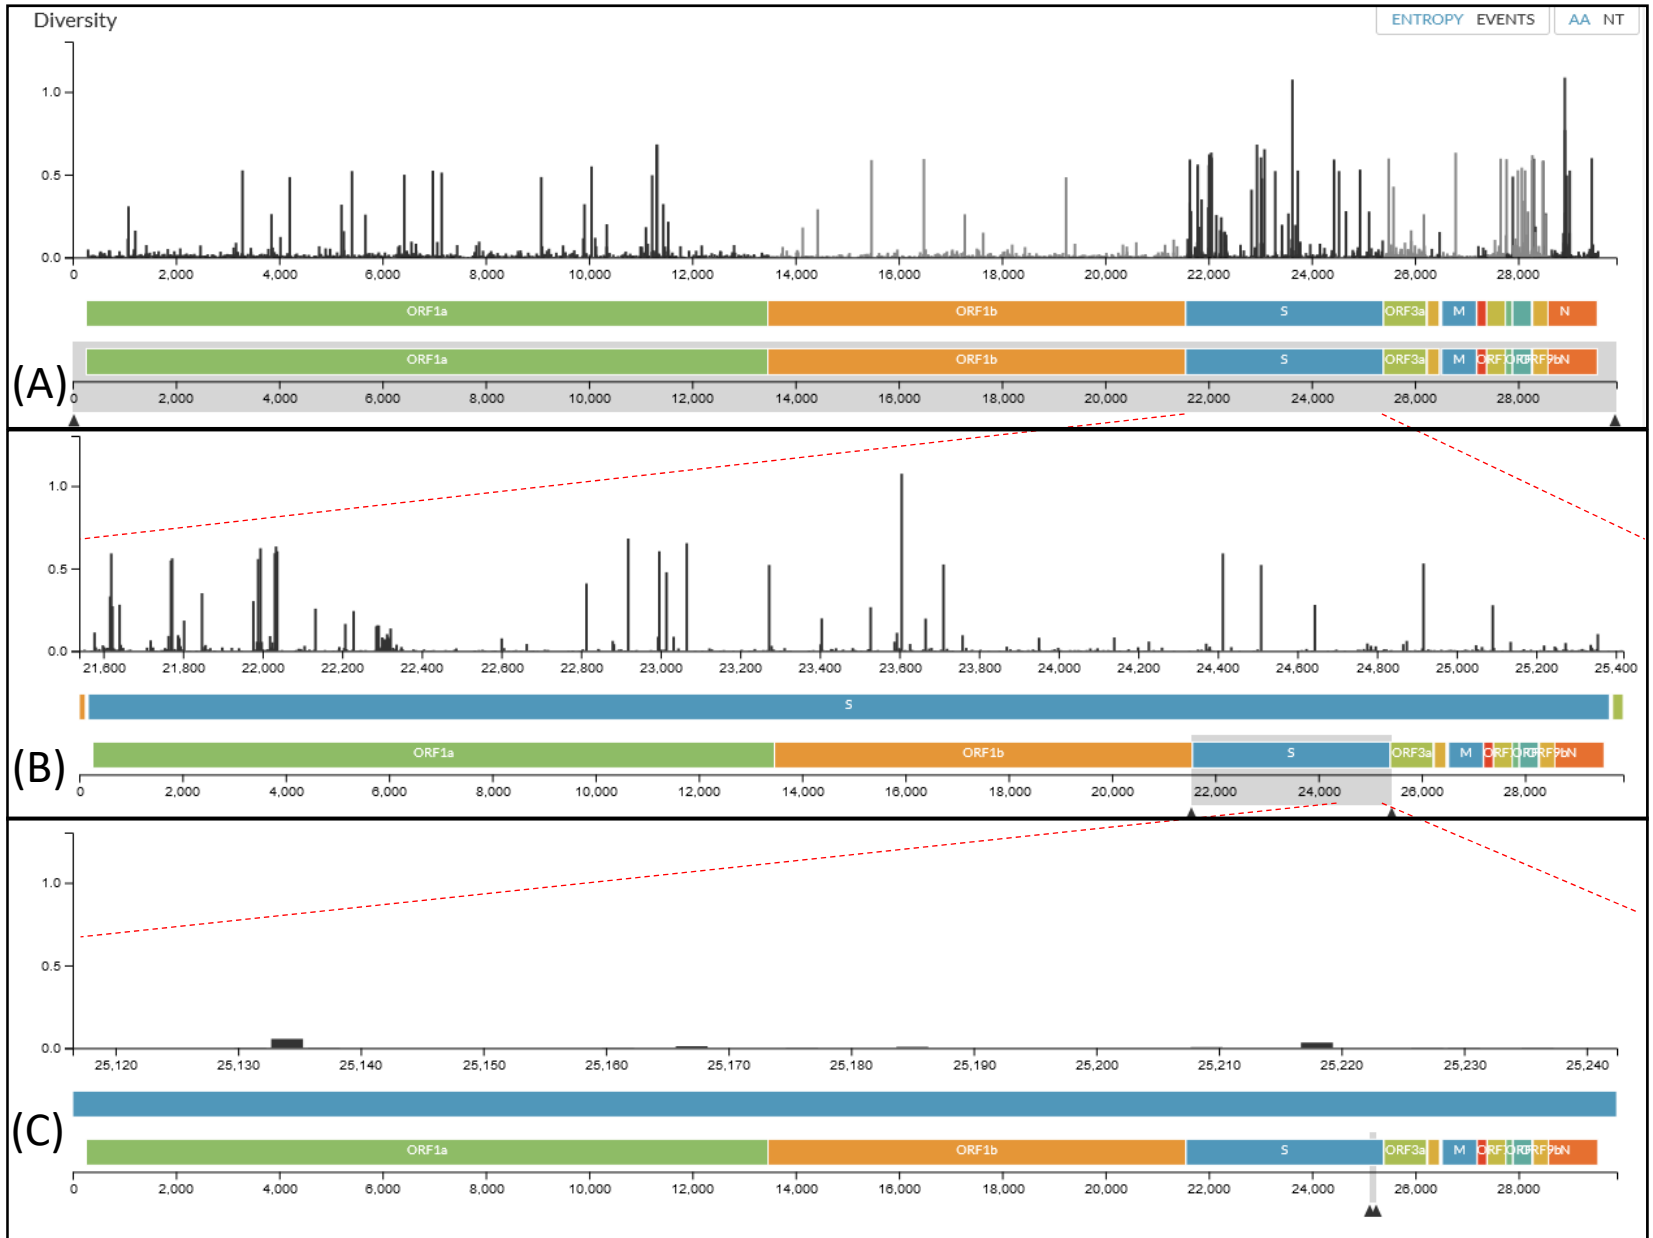 Diversity
ENTROPY EVENTS AA NT
1.0
0.5
0.0
0 2,000 4,000 6,000 8,000 10,000 12,000 14,000 16,000 18,000 20,000 22,000 24,000 26,000 28,000
ORF1a ORF1b S ORF3a M N
ORF1a ORF1b S ORF3a M N
(A)
0 2,000 4,000 6,000 8,000 10,000 12,000 14,000 16,000 18,000 20,000 22,000 24,000 26,000 28,000
1.0
0.5
0.0
21,600 21,800 22,000 22,200 22,400 22,600 22,800 23,000 23,200 23,400 23,600 23,800 24,000 24,200 24,400 24,600 24,800 25,000 25,200 25,400
S
ORF1a ORF1b S ORF3a M N
(B)
0 2,000 4,000 6,000 8,000 10,000 12,000 14,000 16,000 18,000 20,000 22,000 24,000 26,000 28,000
1.0
0.5
0.0
25,120 25,130 25,140 25,150 25,160 25,170 25,180 25,190 25,200 25,210 25,220 25,230 25,240
(C)
ORF1a ORF1b S ORF3a M N
0 2,000 4,000 6,000 8,000 10,000 12,000 14,000 16,000 18,000 20,000 22,000 24,000 26,000 28,000